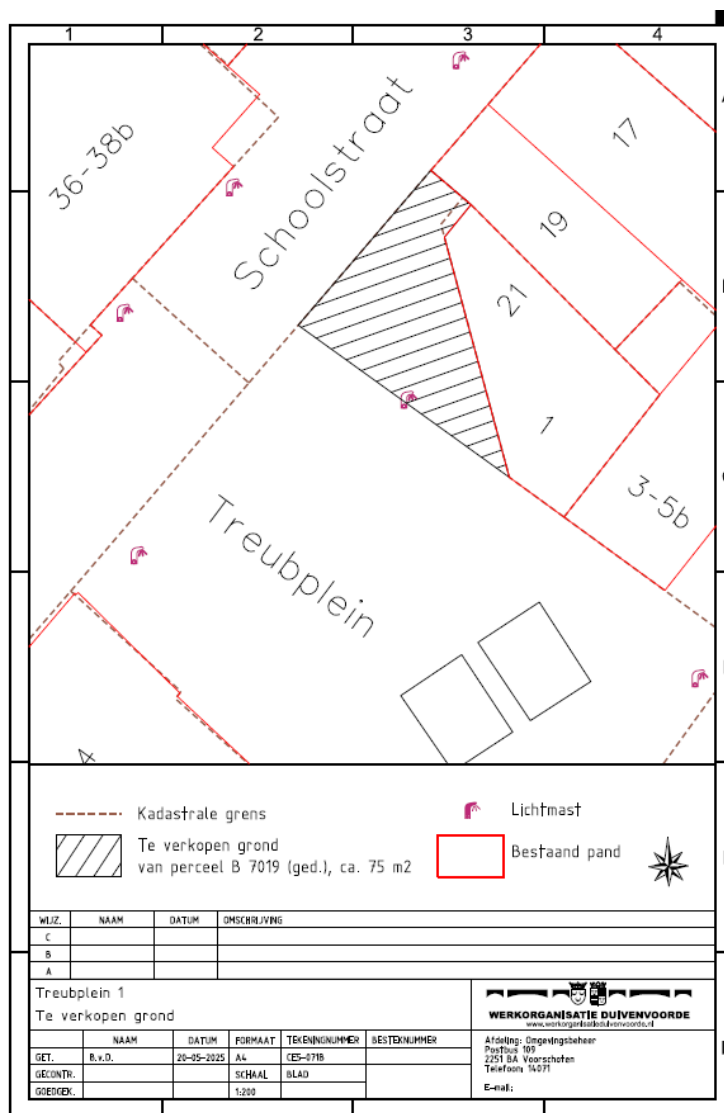 1 2 3 4
36-38b
Schoolstraat
17
19
21
1
3-5b
Treubplein
4
Kadastrale grens
Lichtmast
Te verkopen grond
van perceel B 7019 (ged.), ca. 75 m2
Bestaand pand
WIJZ. NAAM DATUM OMSCHRIJVING
C
B
A
Treubplein 1
Te verkopen grond
WERKORGANISATIE DUIVENVOORDE
www.werkorganisatieduivenvoorde.nl
NAAM DATUM FORMAAT TEKENINGNUMMER BESTEKNUMMER
GET. B.v.D. 20-05-2025 A4 CE5-0718
GECONTR. SCHAAL BLAD
GOEDGEK. 1:200
Afdeling: Omgevingsbeheer
Postbus 109
2251 BA Voorschoten
Telefoon: 14071
E-mail: